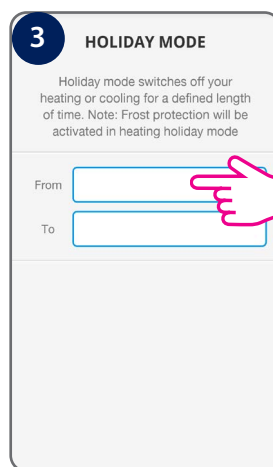 3
HOLIDAY MODE
Holiday mode switches off your
heating or cooling for a defined length
of time. Note: Frost protection will be
activated in heating holiday mode
From
To